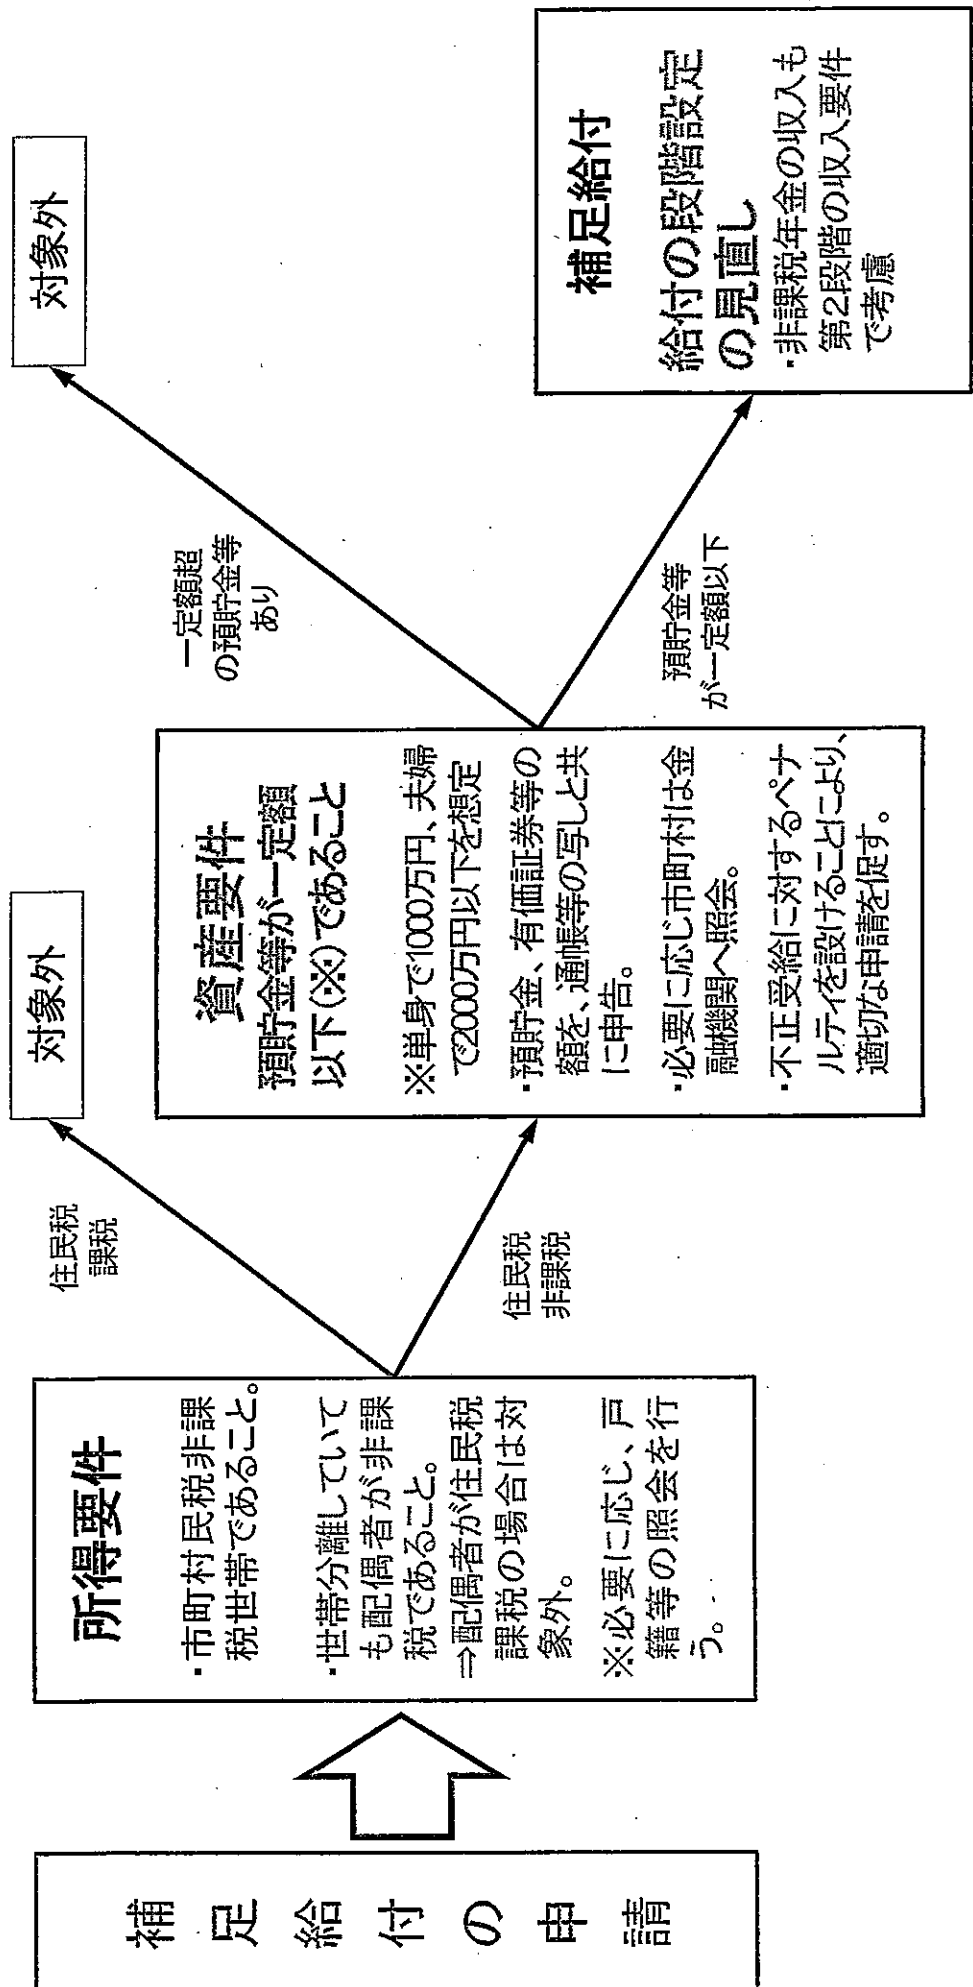 補足給付の申請
所得要件
・市町村民税非課
税世帯であること。
・世帯分離していて
も配偶者が非課
税であること。
⇒配偶者が住民税
課税の場合は対
象外。
※必要に応じ、戸
籍等の照会を行
う。
住民税
課税
対象外
住民税
非課税
資産要件
預貯金等が一定額
以下(※)であること
※単身で1000万円、夫婦
で2000万円以下を想定
・預貯金、有価証券等の
額を、通帳等の写しと共
に申告。
・必要に応じ市町村は金
融機関へ照会。
・不正受給に対するペナ
ルティを設けることにより、
適切な申請を促す。
一定額超
の預貯金等
あり
対象外
預貯金等
が一定額以下
補足給付
給付の段階設定
の見直し
・非課税年金の収入も
第2段階の収入要件
で考慮